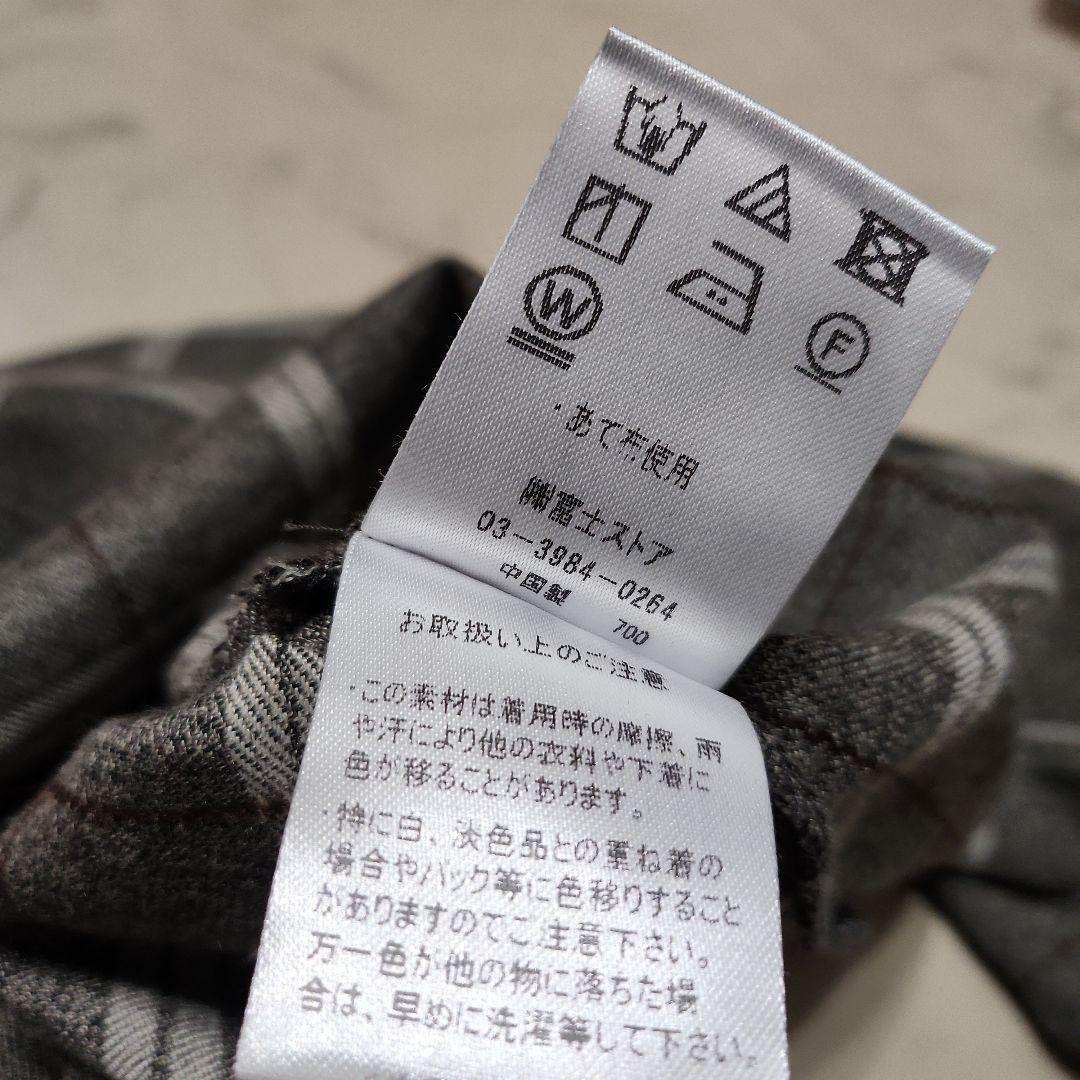 W
F
・あて布使用
㈱富士ストア
03-3984-0264
中国製 700
お取扱い上のご注意
・この素材は着用時の摩擦、雨
や汗により他の衣料や下着に
色が移ることがあります。
・特に白、淡色品との重ね着の
場合やバック等に色移りすること
がありますのでご注意下さい。
万一色が他の物に落ちた場
合は、早めに洗濯等して下さい。